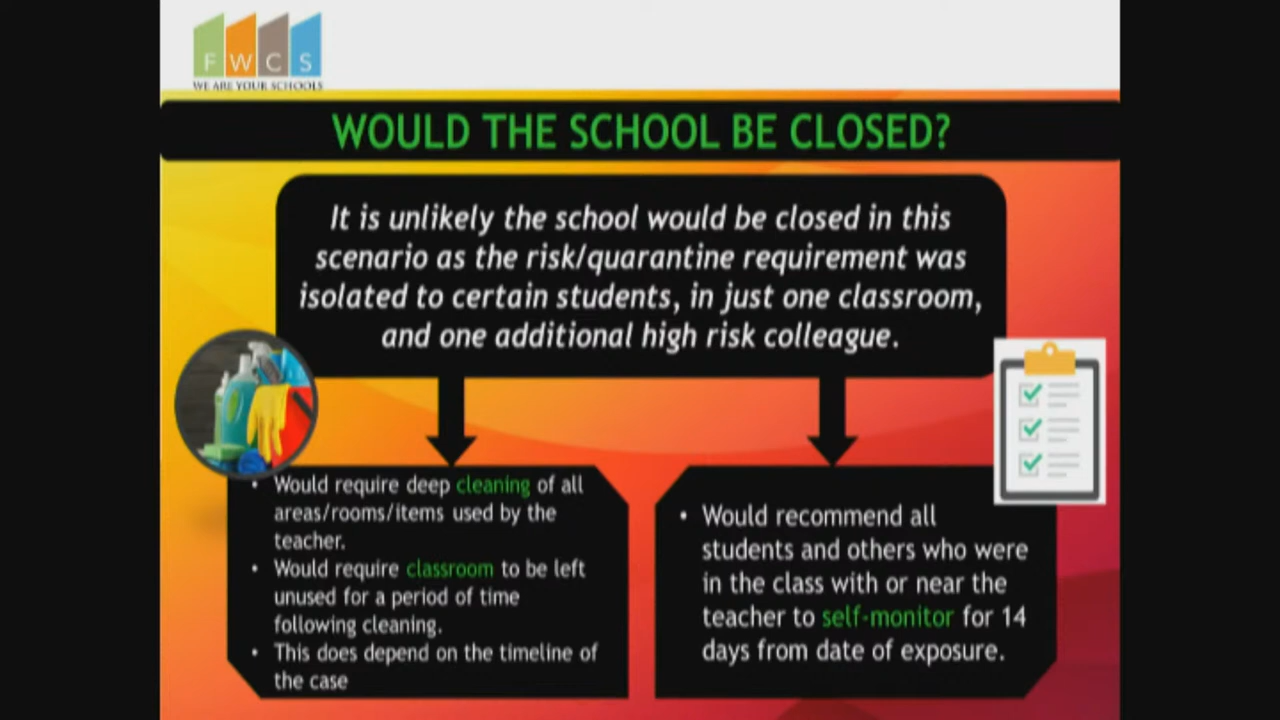 F W C S
WE ARE YOUR SCHOOLS
WOULD THE SCHOOL BE CLOSED?
It is unlikely the school would be closed in this
scenario as the risk/quarantine requirement was
isolated to certain students, in just one classroom,
and one additional high risk colleague.
• Would require deep cleaning of all
areas/rooms/items used by the
teacher.
• Would require classroom to be left
unused for a period of time
following cleaning.
• This does depend on the timeline of
the case
• Would recommend all
students and others who were
in the class with or near the
teacher to self-monitor for 14
days from date of exposure.